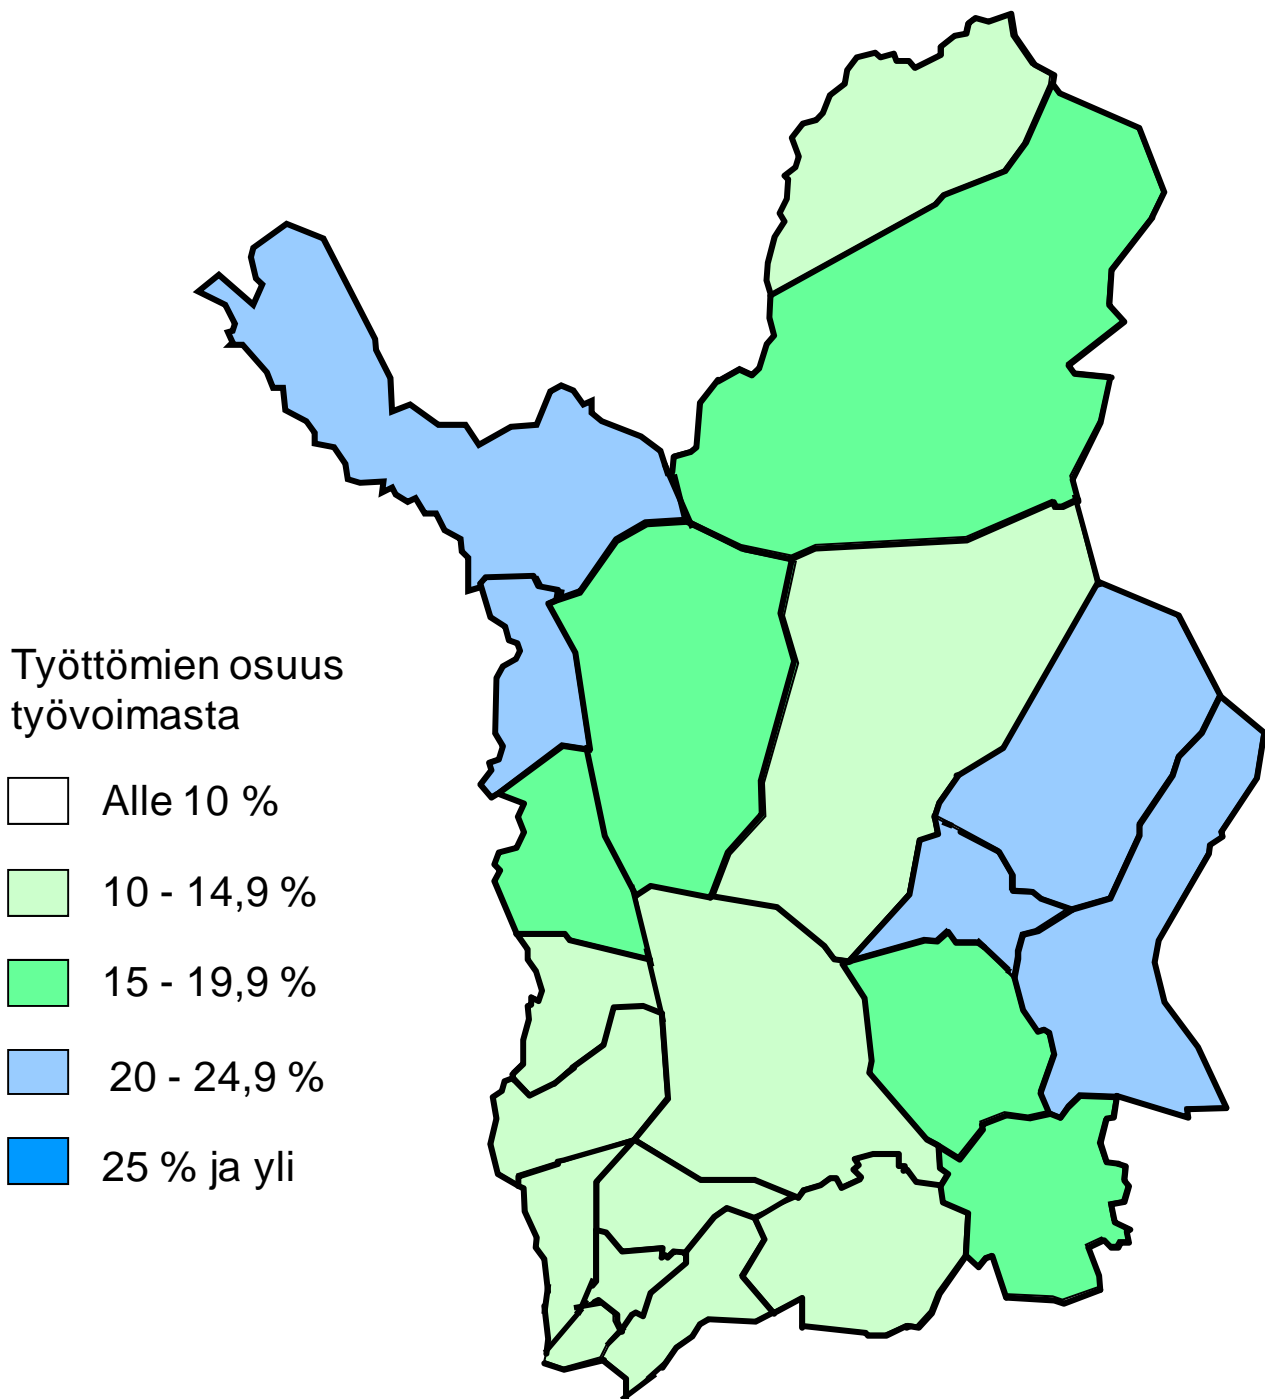 Työttömien osuus
työvoimasta
Alle 10 %
10 - 14,9 %
15 - 19,9 %
20 - 24,9 %
25 % ja yli